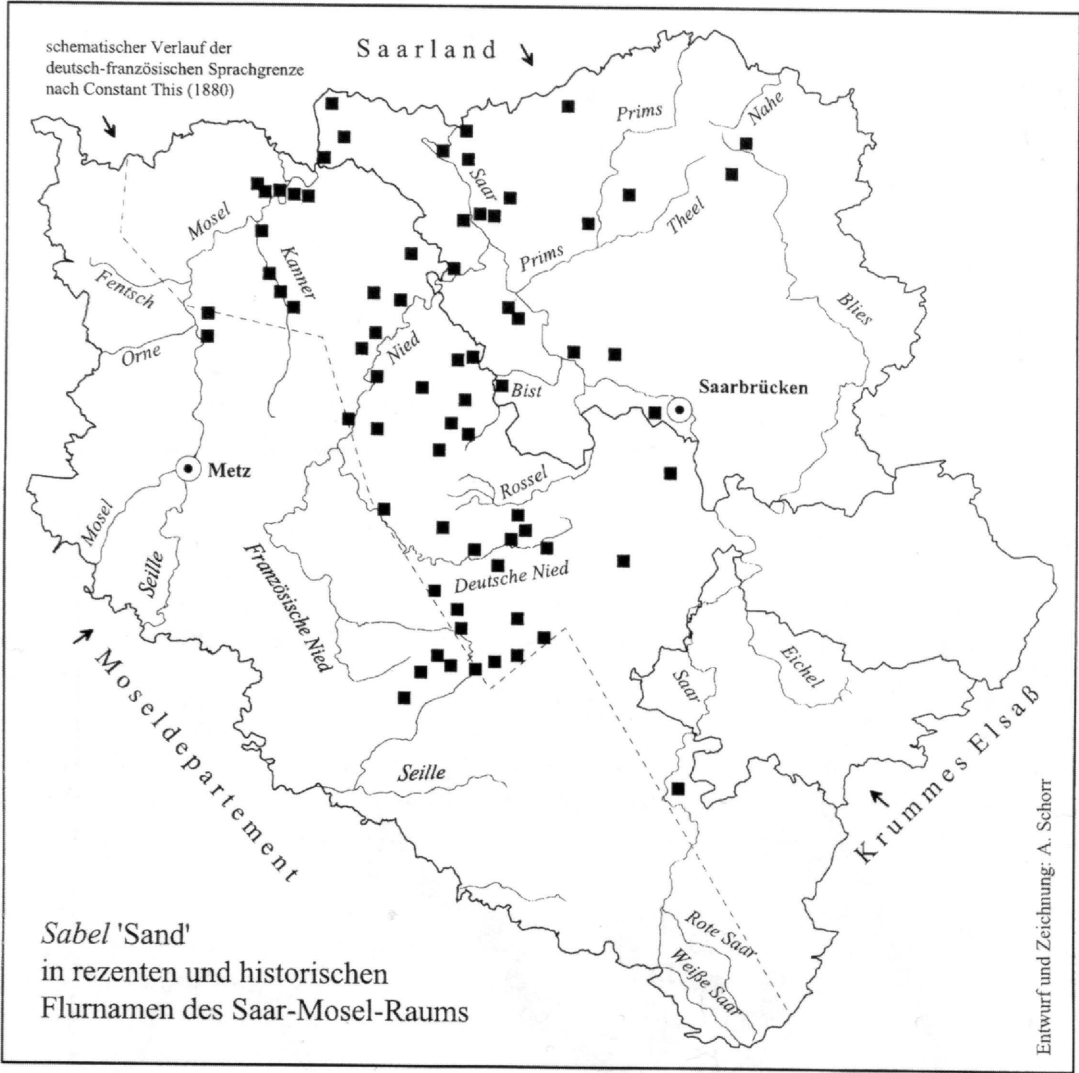 schematischer Verlauf der
deutsch-französischen Sprachgrenze
nach Constant This (1880)
Saarland
Prims
Nahe
Saar
Mosel
Theel
Kanner
Prims
Fentsch
Blies
Nied
Orne
Bist
Saarbrücken
Metz
Rossel
Mosel
Seille
Französische Nied
Deutsche Nied
Saar
Eichel
Moseldepartement
Seille
Krummes Elsaß
Rote Saar
Weiße Saar
Sabel 'Sand'
in rezenten und historischen
Flurnamen des Saar-Mosel-Raums
Entwurf und Zeichnung: A. Schorr